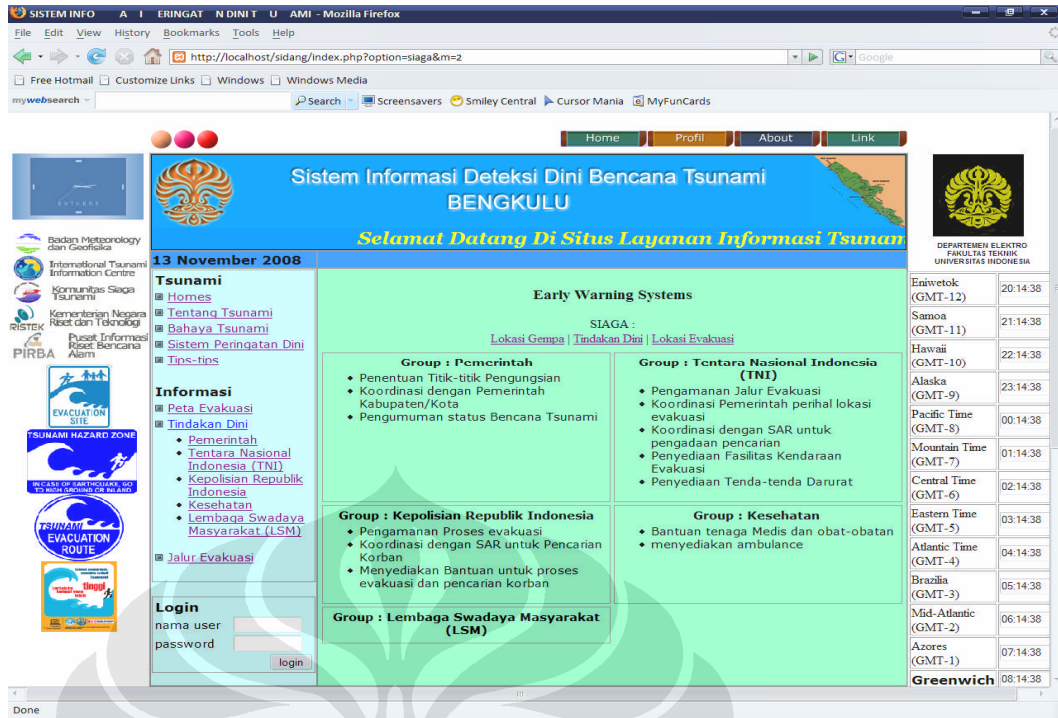 SISTEM INFO A I ERINGAT N DINI T U AMI - Mozilla Firefox
File Edit View History Bookmarks Tools Help
http://localhost/sidang/index.php?option=siaga&m=2
Google
Free Hotmail Customize Links Windows Windows Media
mywebsearch
Search Screensavers Smiley Central Cursor Mania MyFunCards
Home Profil About Link
Sistem Informasi Deteksi Dini Bencana Tsunami
BENGKULU
Selamat Datang Di Situs Layanan Informasi Tsunam
13 November 2008
Badan Meteorology
dan Geofisika
International Tsunami
Information Centre
Komunitas Siaga
Tsunami
RISTEK
Kementerian Negara
Riset dan Teknologi
PIRBA
Pusat Informasi
Riset Bencana
Alam
EVACUATION
SITE
TSUNAMI HAZARD ZONE
IN CASE OF EARTHQUAKE, GO
TO HIGH GROUND OR INLAND
TSUNAMI
EVACUATION
ROUTE
tinggi
Tsunami
Homes
Tentang Tsunami
Bahaya Tsunami
Sistem Peringatan Dini
Tips-tips
Informasi
Peta Evakuasi
Tindakan Dini
Pemerintah
Tentara Nasional
Indonesia (TNI)
Kepolisian Republik
Indonesia
Kesehatan
Lembaga Swadaya
Masyarakat (LSM)
Jalur Evakuasi
Login
nama user
password
login
Early Warning Systems
SIAGA :
Lokasi Gempa | Tindakan Dini | Lokasi Evakuasi
Group : Pemerintah
Penentuan Titik-titik Pengungsian
Koordinasi dengan Pemerintah
Kabupaten/Kota
Pengumuman status Bencana Tsunami
Group : Tentara Nasional Indonesia
(TNI)
Pengamanan Jalur Evakuasi
Koordinasi Pemerintah perihal lokasi
evakuasi
Koordinasi dengan SAR untuk
pengadaan pencarian
Penyediaan Fasilitas Kendaraan
Evakuasi
Penyediaan Tenda-tenda Darurat
Group : Kepolisian Republik Indonesia
Pengamanan Proses evakuasi
Koordinasi dengan SAR untuk Pencarian
Korban
Menyediakan Bantuan untuk proses
evakuasi dan pencarian korban
Group : Kesehatan
Bantuan tenaga Medis dan obat-obatan
menyediakan ambulance
Group : Lembaga Swadaya Masyarakat
(LSM)
DEPARTEMEN ELEKTRO
FAKULTAS TEKNIK
UNIVERSITAS INDONESIA
Eniwetok
(GMT-12) 20:14:38
Samoa
(GMT-11) 21:14:38
Hawaii
(GMT-10) 22:14:38
Alaska
(GMT-9) 23:14:38
Pacific Time
(GMT-8) 00:14:38
Mountain Time
(GMT-7) 01:14:38
Central Time
(GMT-6) 02:14:38
Eastern Time
(GMT-5) 03:14:38
Atlantic Time
(GMT-4) 04:14:38
Brazilia
(GMT-3) 05:14:38
Mid-Atlantic
(GMT-2) 06:14:38
Azores
(GMT-1) 07:14:38
Greenwich 08:14:38
Done